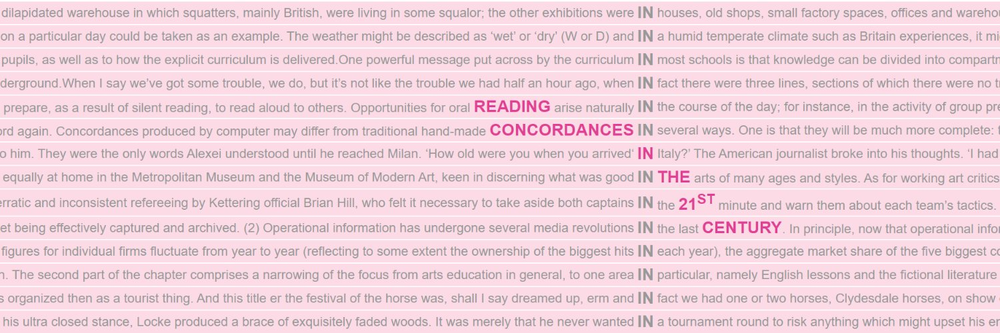 dilapidated warehouse in which squatters, mainly British, were living in some squalor; the other exhibitions were IN houses, old shops, small factory spaces, offices and
on a particular day could be taken as an example. The weather might be described as ‘wet’ or ‘dry’ (W or D) and IN a humid temperate climate such as Britain experiences, it
pupils, as well as to how the explicit curriculum is delivered.One powerful message put across by the curriculum IN most schools is that knowledge can be divided into
derground.When I say we’ve got some trouble, we do, but it’s not like the trouble we had half an hour ago, when IN fact there were three lines, sections of which there were no
prepare, as a result of silent reading, to read aloud to others. Opportunities for oral READING arise naturally IN the course of the day; for instance, in the activity of group
ord again. Concordances produced by computer may differ from traditional hand-made CONCORDANCES IN several ways. One is that they will be much more complete:
o him. They were the only words Alexei understood until he reached Milan. ‘How old were you when you arrived‘ IN Italy?’ The American journalist broke into his thoughts. ‘I had
equally at home in the Metropolitan Museum and the Museum of Modern Art, keen in discerning what was good IN THE arts of many ages and styles. As for working art critics
erratic and inconsistent refereeing by Kettering official Brian Hill, who felt it necessary to take aside both captains IN the 21ST minute and warn them about each team’s tactics.
et being effectively captured and archived. (2) Operational information has undergone several media revolutions IN the last CENTURY. In principle, now that operational
figures for individual firms fluctuate from year to year (reflecting to some extent the ownership of the biggest hits IN each year), the aggregate market share of the five biggest
n. The second part of the chapter comprises a narrowing of the focus from arts education in general, to one area IN particular, namely English lessons and the fictional literature
s organized then as a tourist thing. And this title er the festival of the horse was, shall I say dreamed up, erm and IN fact we had one or two horses, Clydesdale horses, on show
his ultra closed stance, Locke produced a brace of exquisitely faded woods. It was merely that he never wanted IN a tournament round to risk anything which might upset his